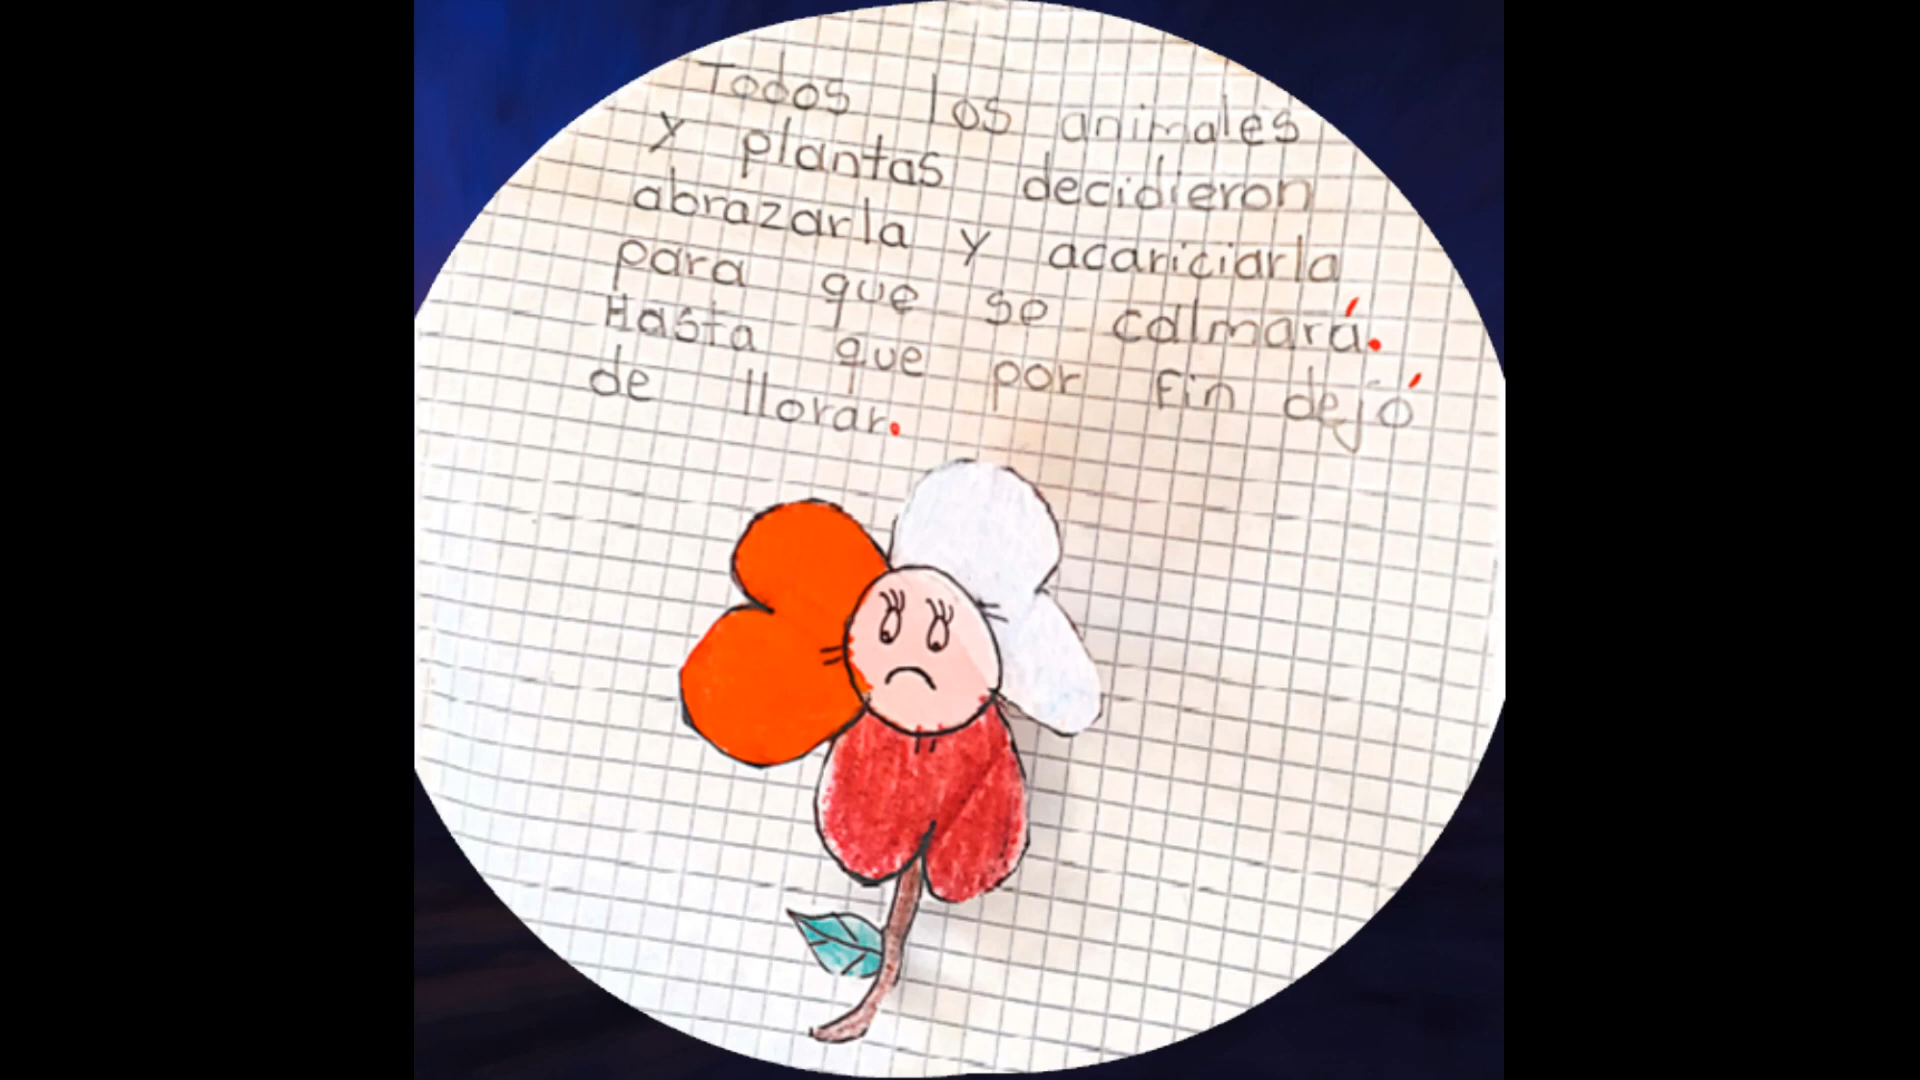 Todos los animales
y plantas decidieron
abrazarla y acariciarla
para que se calmará.
Hasta que por fin dejó
de llorar.